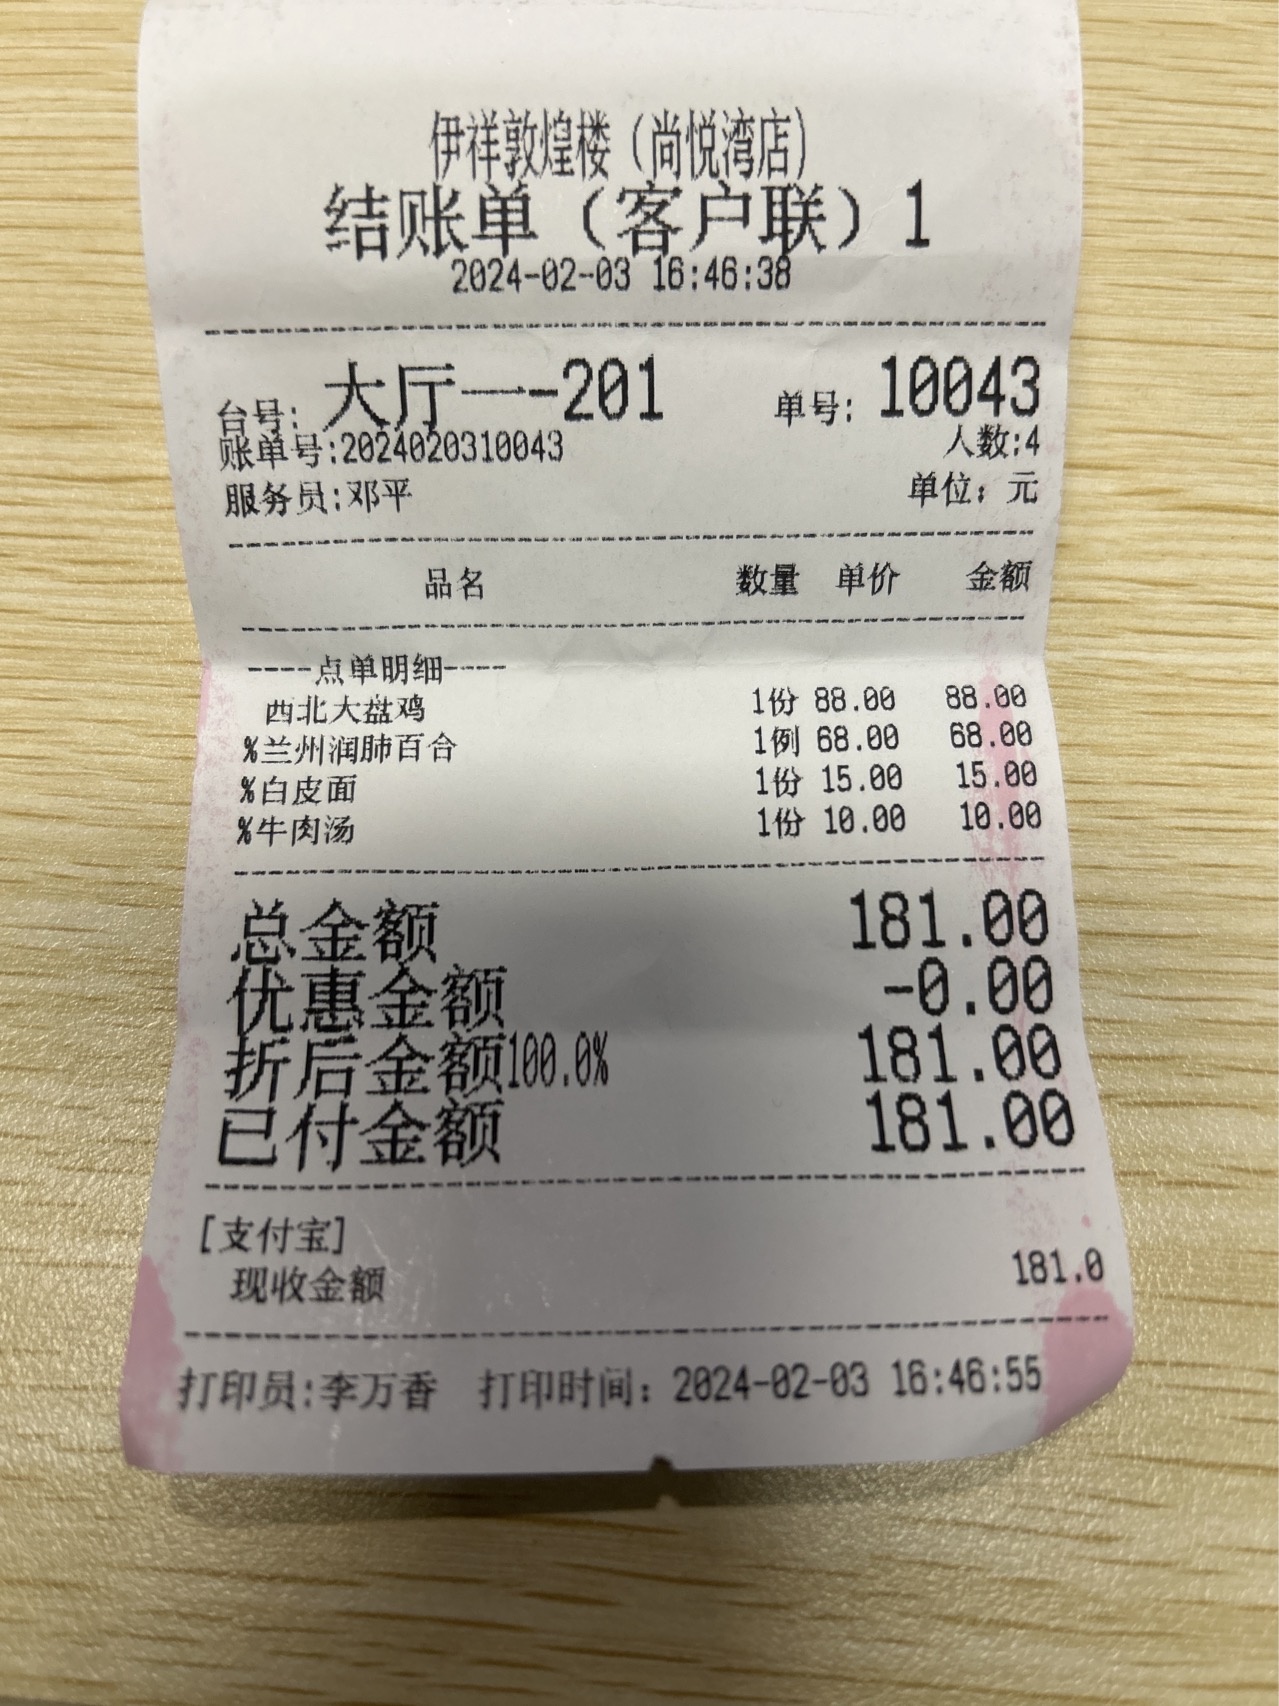 伊祥敦煌楼（尚悦湾店）
结账单（客户联）1
2024-02-03 16:46:38
台号: 大厅一-201 单号: 10043
账单号:2024020310043 人数:4
服务员:邓平 单位：元
品名 数量 单价 金额
----点单明细----
西北大盘鸡 1份 88.00 88.00
%兰州润肺百合 1例 68.00 68.00
%白皮面 1份 15.00 15.00
%牛肉汤 1份 10.00 10.00
总金额 181.00
优惠金额 -0.00
折后金额100.0% 181.00
已付金额 181.00
[支付宝]
现收金额 181.0
打印员:李万香 打印时间：2024-02-03 16:46:55